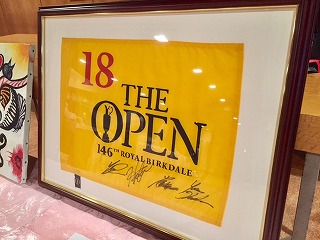 18
THE
OPEN
146TH ROYAL BIRKDALE